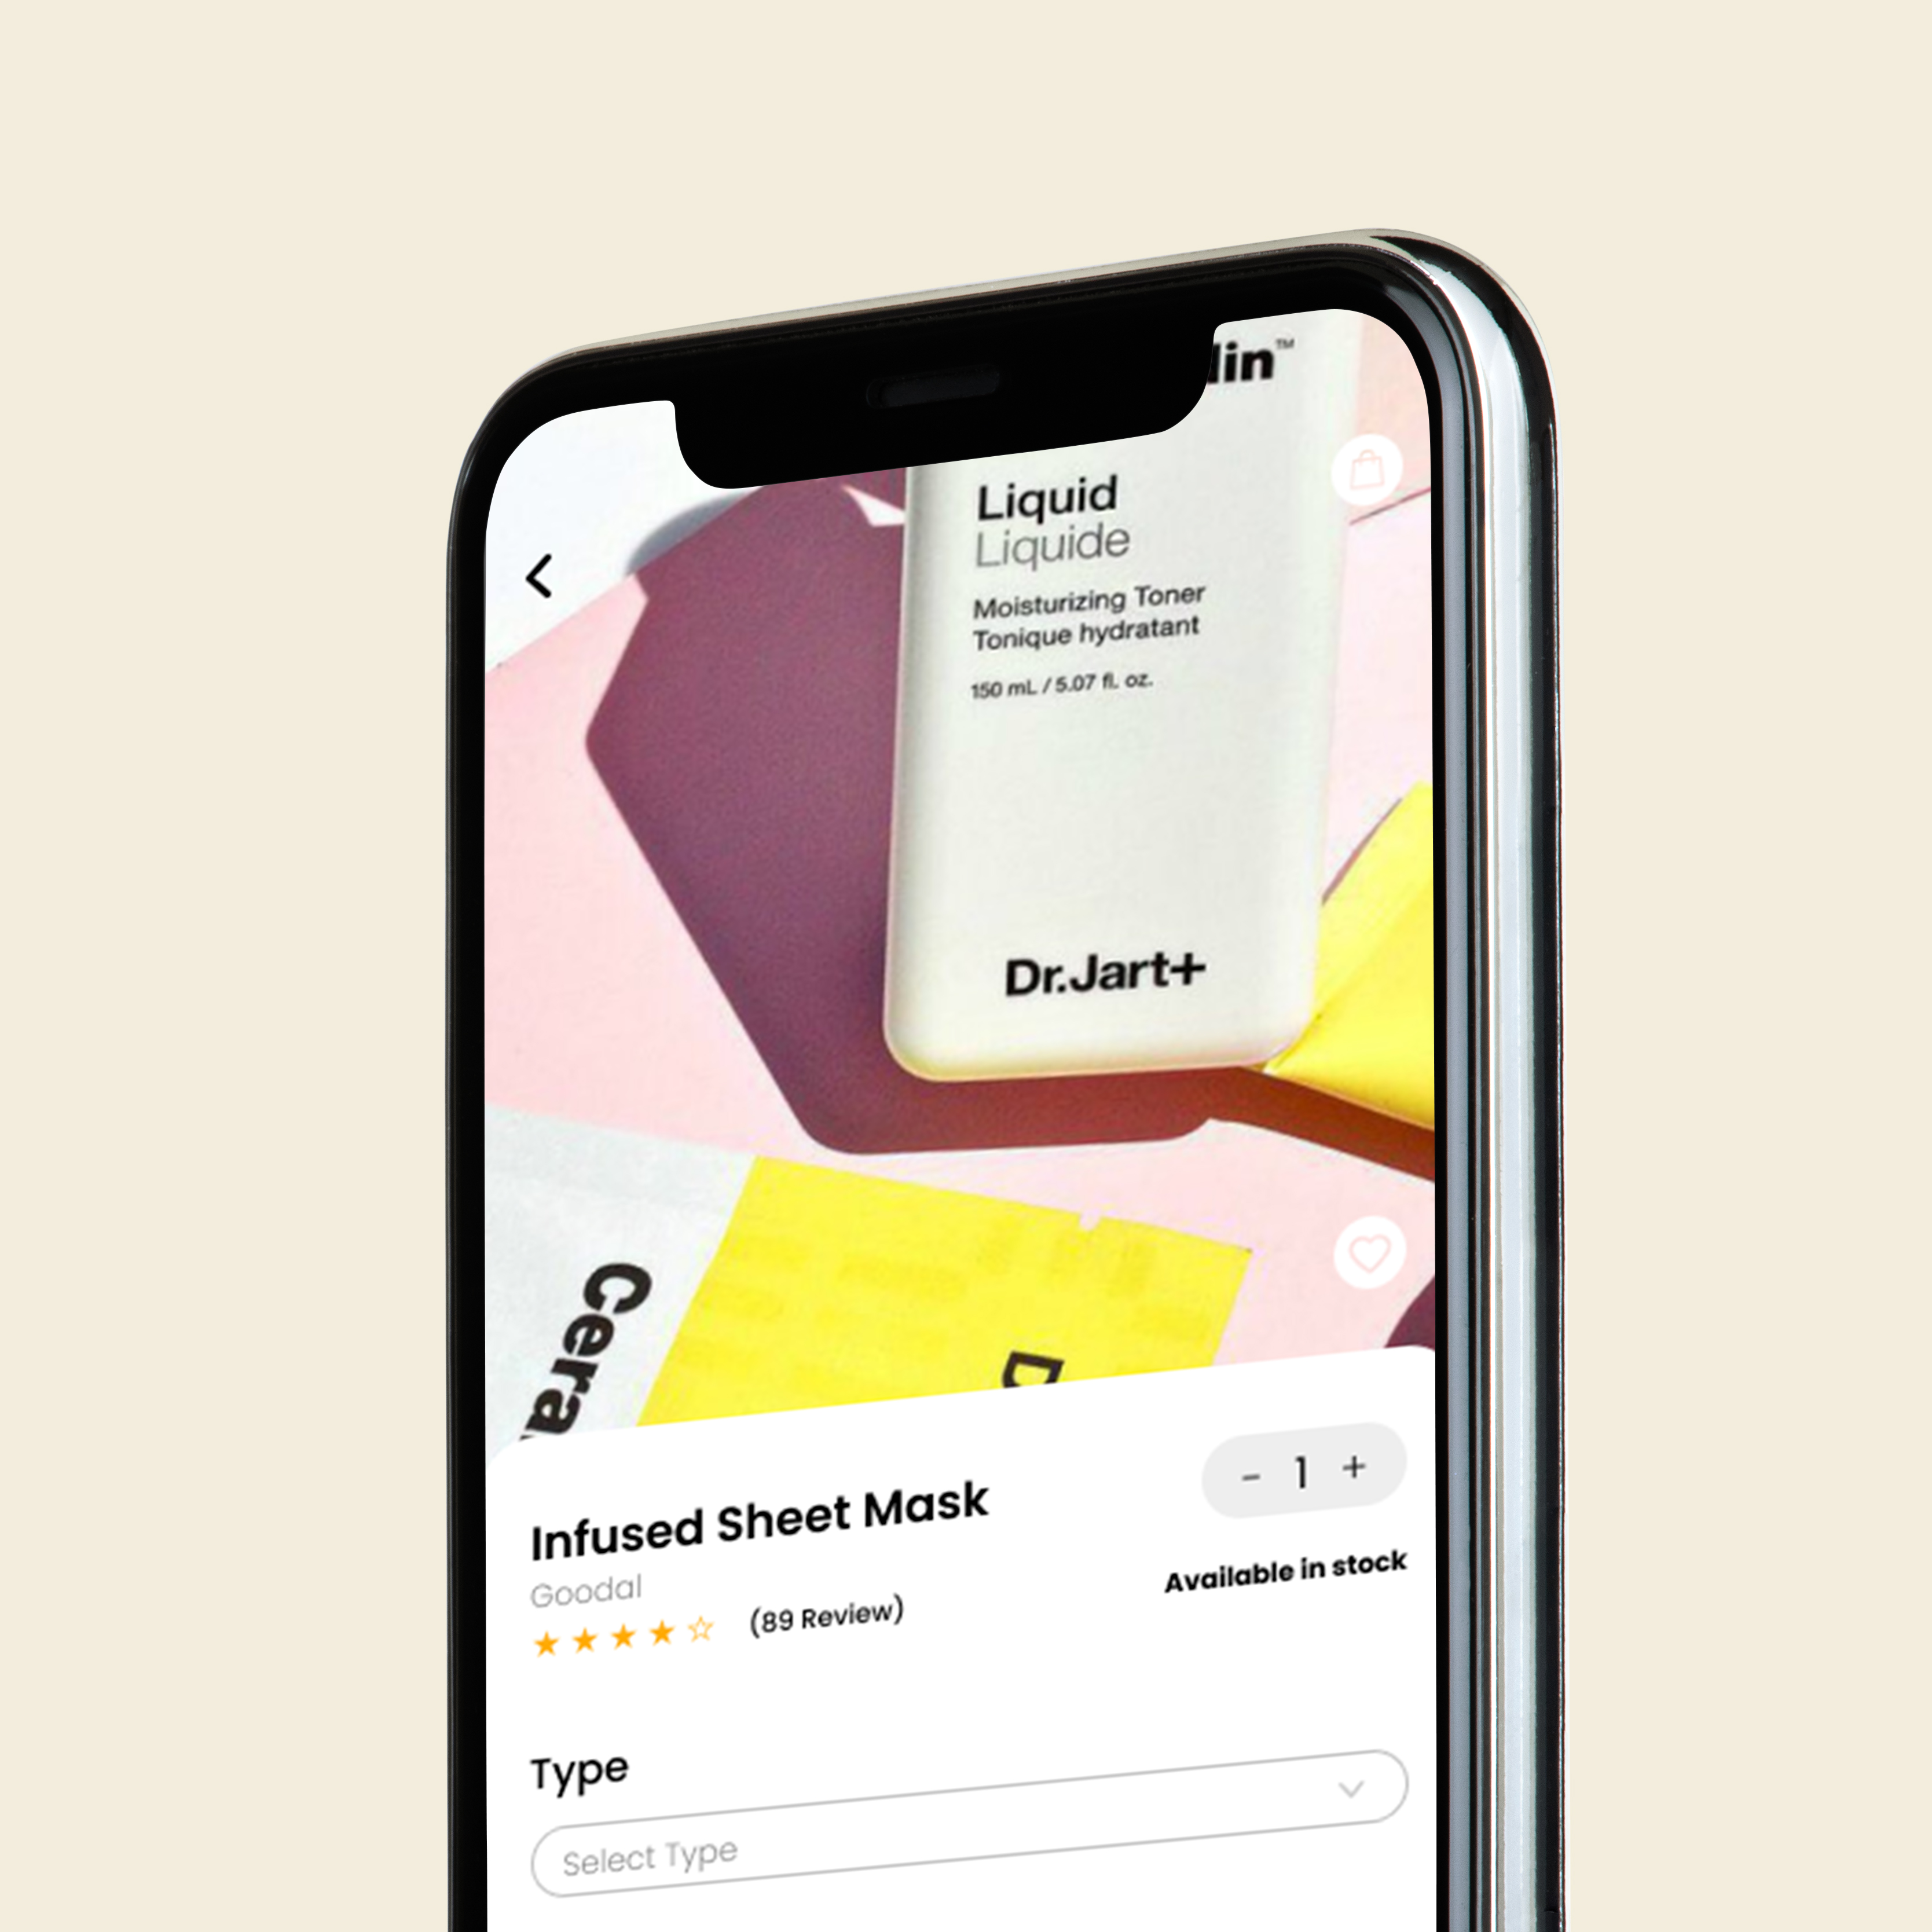 lin™
Liquid
Liquide
Moisturizing Toner
Tonique hydratant
150 mL / 5.07 fl. oz.
Dr.Jart+
Cera
D
- 1 +
Infused Sheet Mask
Goodal
Available in stock
(89 Review)
Type
Select Type